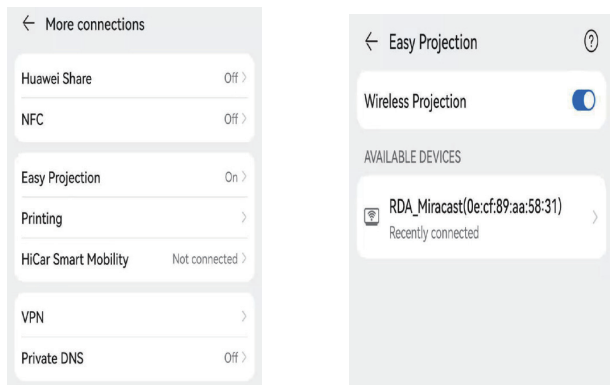 More connections
Huawei Share Off
NFC Off
Easy Projection On
Printing
HiCar Smart Mobility Not connected
VPN
Private DNS Off
Easy Projection ?
Wireless Projection
AVAILABLE DEVICES
RDA_Miracast(0e:cf:89:aa:58:31)
Recently connected